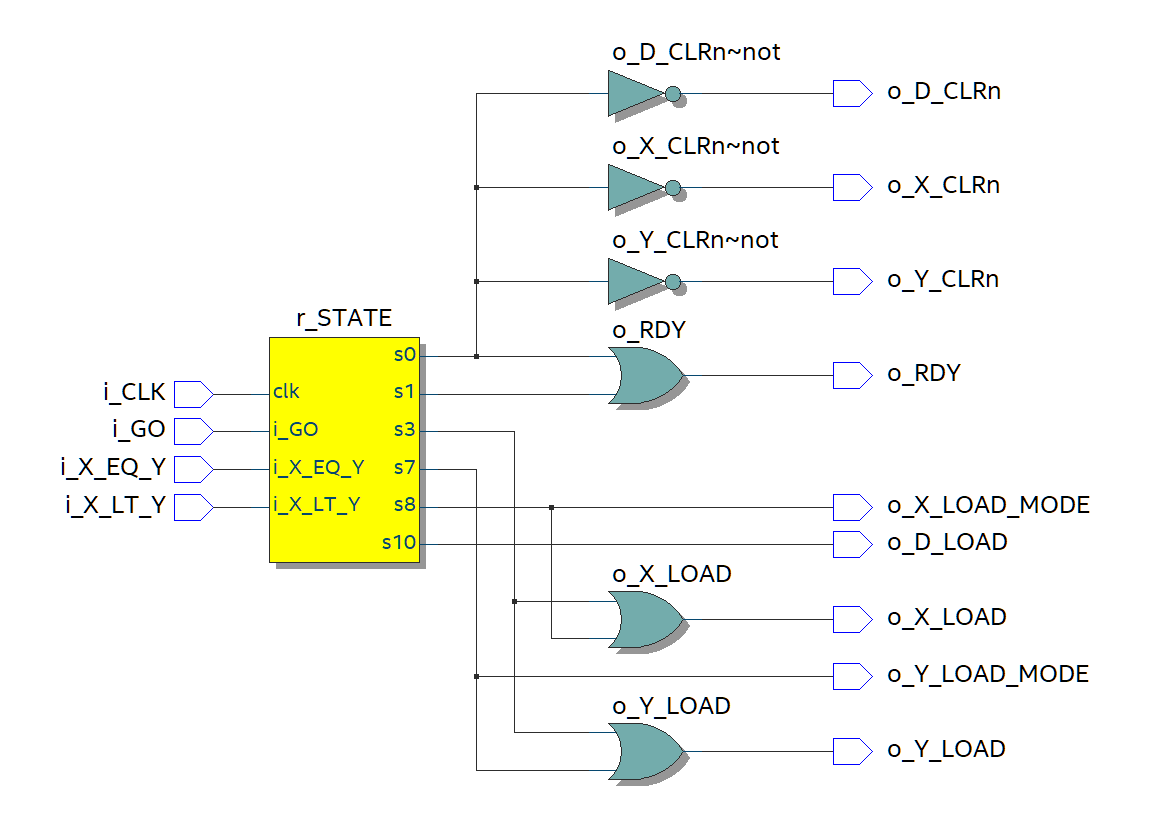 o_D_CLRn~not
o_D_CLRn
o_X_CLRn~not
o_X_CLRn
o_Y_CLRn~not
o_Y_CLRn
r_STATE
o_RDY
s0
i_CLK
clk
s1
o_RDY
i_GO
i_GO
s3
i_X_EQ_Y
i_X_EQ_Y
s7
i_X_LT_Y
i_X_LT_Y
s8
o_X_LOAD_MODE
s10
o_D_LOAD
o_X_LOAD
o_X_LOAD
o_Y_LOAD_MODE
o_Y_LOAD
o_Y_LOAD